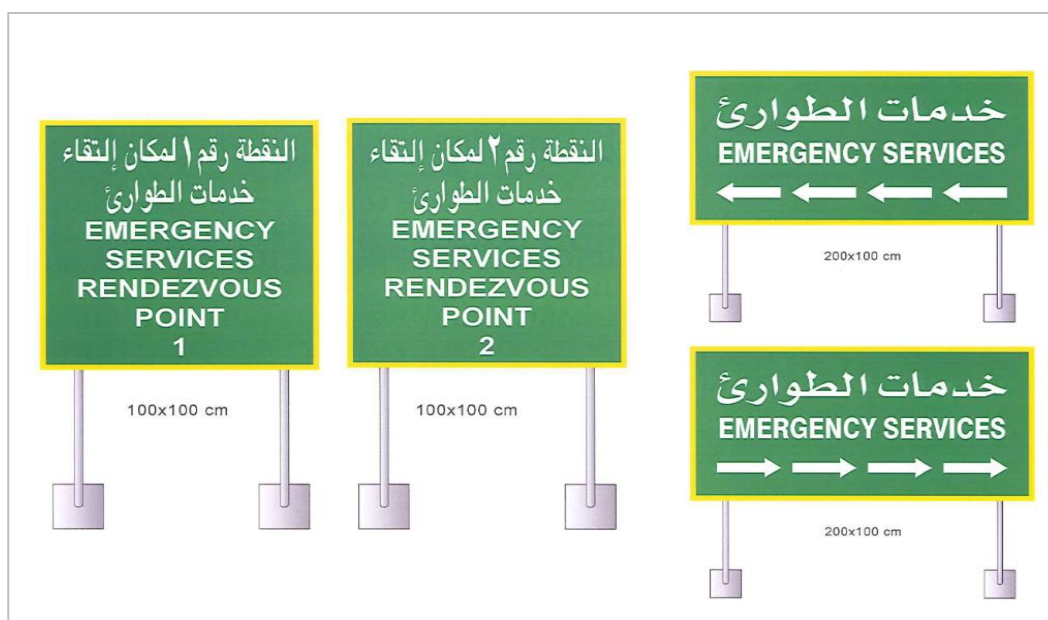 النقطة رقم ١ لمكان إلتقاء
خدمات الطوارئ
EMERGENCY
SERVICES
RENDEZVOUS
POINT
1
100x100 cm
النقطة رقم ٢ لمكان إلتقاء
خدمات الطوارئ
EMERGENCY
SERVICES
RENDEZVOUS
POINT
2
100x100 cm
خدمات الطوارئ
EMERGENCY SERVICES
200x100 cm
خدمات الطوارئ
EMERGENCY SERVICES
200x100 cm